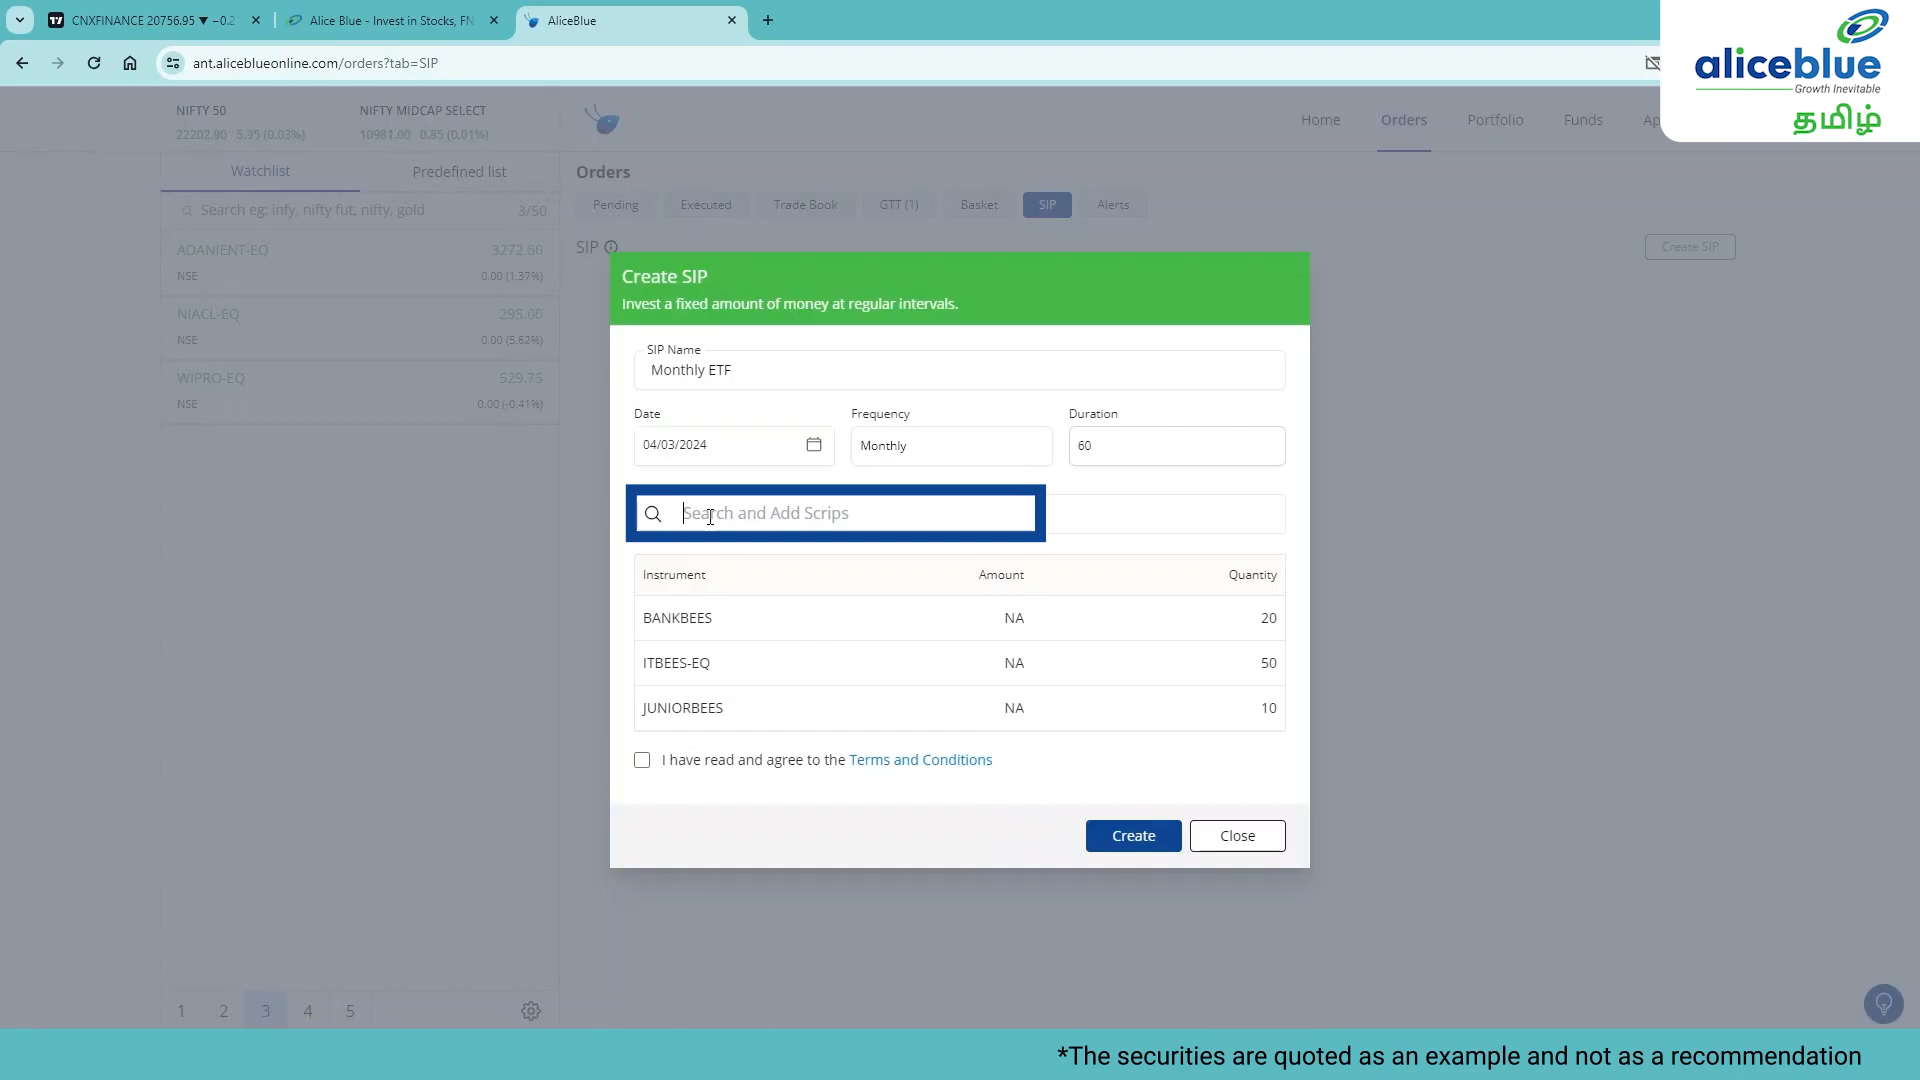 CNXFINANCE 20756.95 ▼ −0.2
Alice Blue - Invest in Stocks, FN
AliceBlue
ant.aliceblueonline.com/orders?tab=SIP
aliceblue
Growth Inevitable
தமிழ்
NIFTY 50
22202.90 5.95 (0.03%)
NIFTY MIDCAP SELECT
10981.00 0.85 (0.01%)
Home
Orders
Portfolio
Funds
Watchlist
Predefined list
Search eg: infy, nifty fut, nifty, gold
3/50
ADANIENT-EQ
3272.80
NSE
0.00 (1.37%)
NIACL-EQ
295.00
NSE
0.00 (5.62%)
WIPRO-EQ
529.75
NSE
0.00 (-0.41%)
1 2 3 4 5
Orders
Pending
Executed
Trade Book
GTT (1)
Basket
SIP
Alerts
SIP
Create SIP
Create SIP
Invest a fixed amount of money at regular intervals.
SIP Name
Monthly ETF
Date
Frequency
Duration
04/03/2024
Monthly
60
Search and Add Scrips
Instrument Amount Quantity
BANKBEES NA 20
ITBEES-EQ NA 50
JUNIORBEES NA 10
I have read and agree to the Terms and Conditions
Create
Close
*The securities are quoted as an example and not as a recommendation